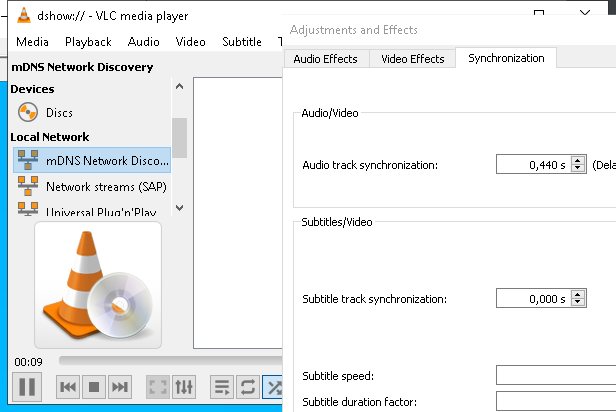 dshow:// - VLC media player
Media Playback Audio Video Subtitle
mDNS Network Discovery
Devices
Discs
Local Network
mDNS Network Disco...
Network streams (SAP)
Universal Plug'n'Play
00:09
Adjustments and Effects
Audio Effects Video Effects Synchronization
Audio/Video
Audio track synchronization: 0,440 s (Dela
Subtitles/Video
Subtitle track synchronization: 0,000 s
Subtitle speed:
Subtitle duration factor: